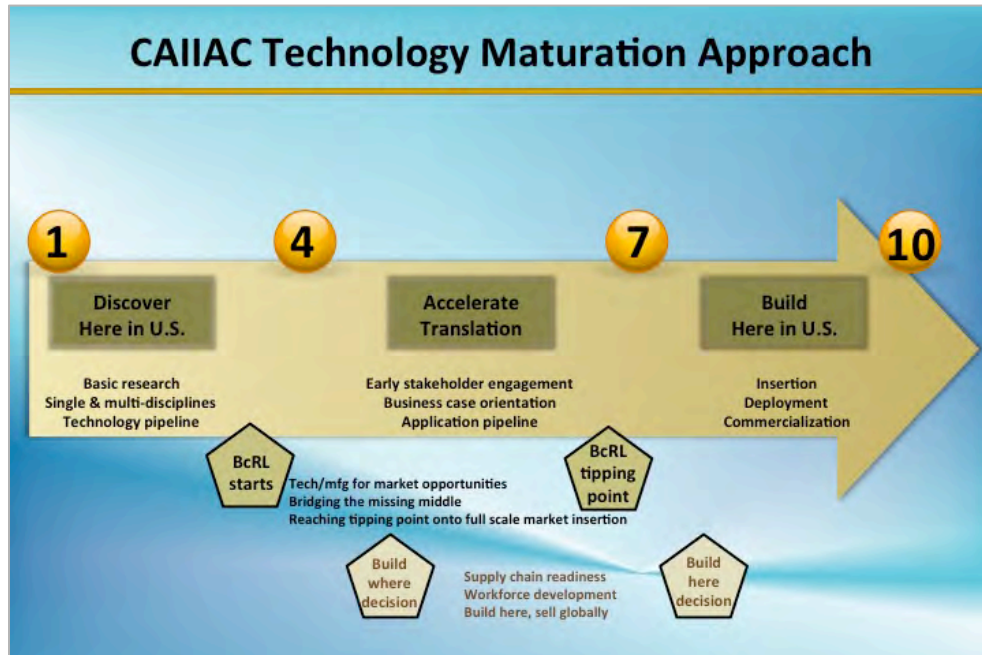 CAIIAC Technology Maturation Approach
1
4
7
10
Discover
Here in U.S.
Accelerate
Translation
Build
Here in U.S.
Basic research
Single & multi-disciplines
Technology pipeline
Early stakeholder engagement
Business case orientation
Application pipeline
Insertion
Deployment
Commercialization
BcRL
starts
BcRL
tipping
point
Tech/mfg for market opportunities
Bridging the missing middle
Reaching tipping point onto full scale market insertion
Build
where
decision
Supply chain readiness
Workforce development
Build here, sell globally
Build
here
decision